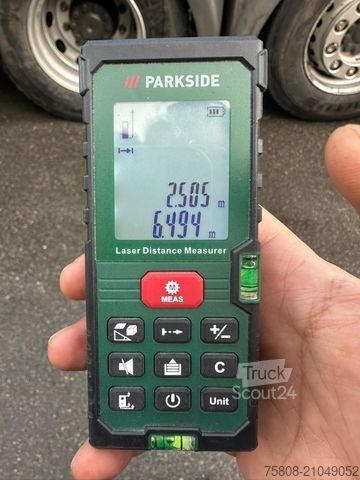 /// PARKSIDE
2.505 m
6.494 m
Laser Distance Measurer
MEAS
+/−
C
Unit
Truck
Scout24
75808-21049052